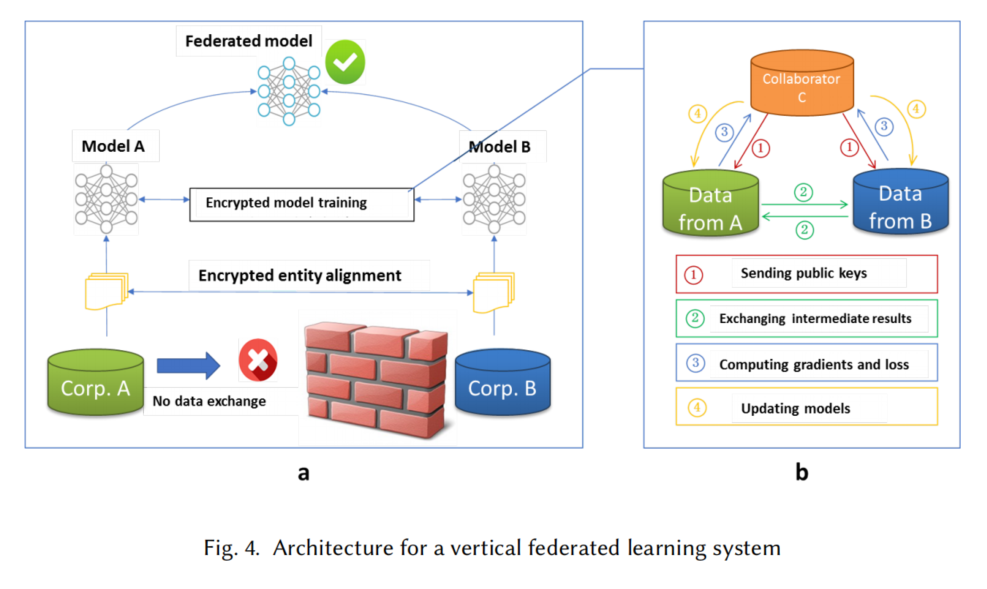 Federated model
Model A
Model B
Encrypted model training
Encrypted entity alignment
Corp. A
No data exchange
Corp. B
a
Collaborator
C
④
③
①
①
③
④
Data
from A
②
②
Data
from B
① Sending public keys
② Exchanging intermediate results
③ Computing gradients and loss
④ Updating models
b
Fig. 4. Architecture for a vertical federated learning system